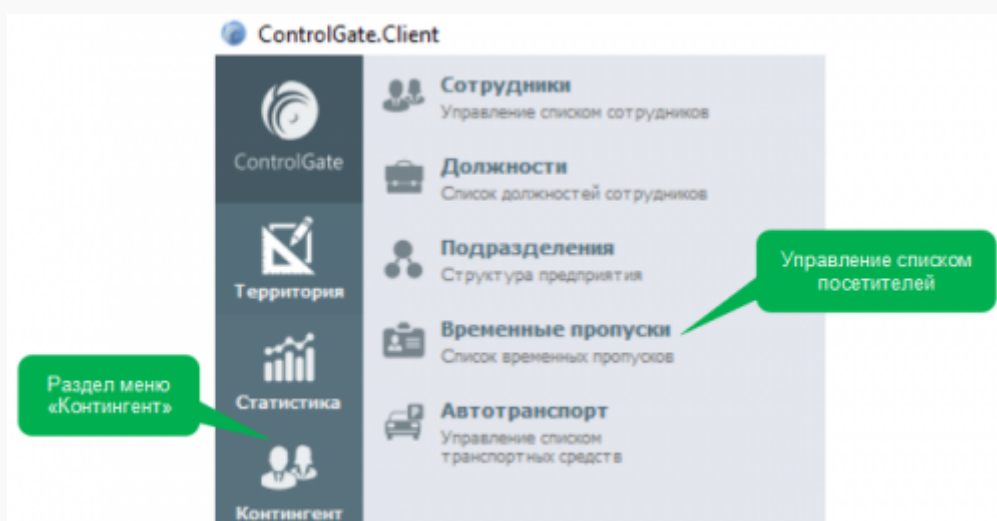 ControlGate.Client
ControlGate
Территория
Статистика
Контингент
Сотрудники
Управление списком сотрудников
Должности
Список должностей сотрудников
Подразделения
Структура предприятия
Временные пропуски
Список временных пропусков
Автотранспорт
Управление списком
транспортных средств
Управление списком
посетителей
Раздел меню
«Контингент»